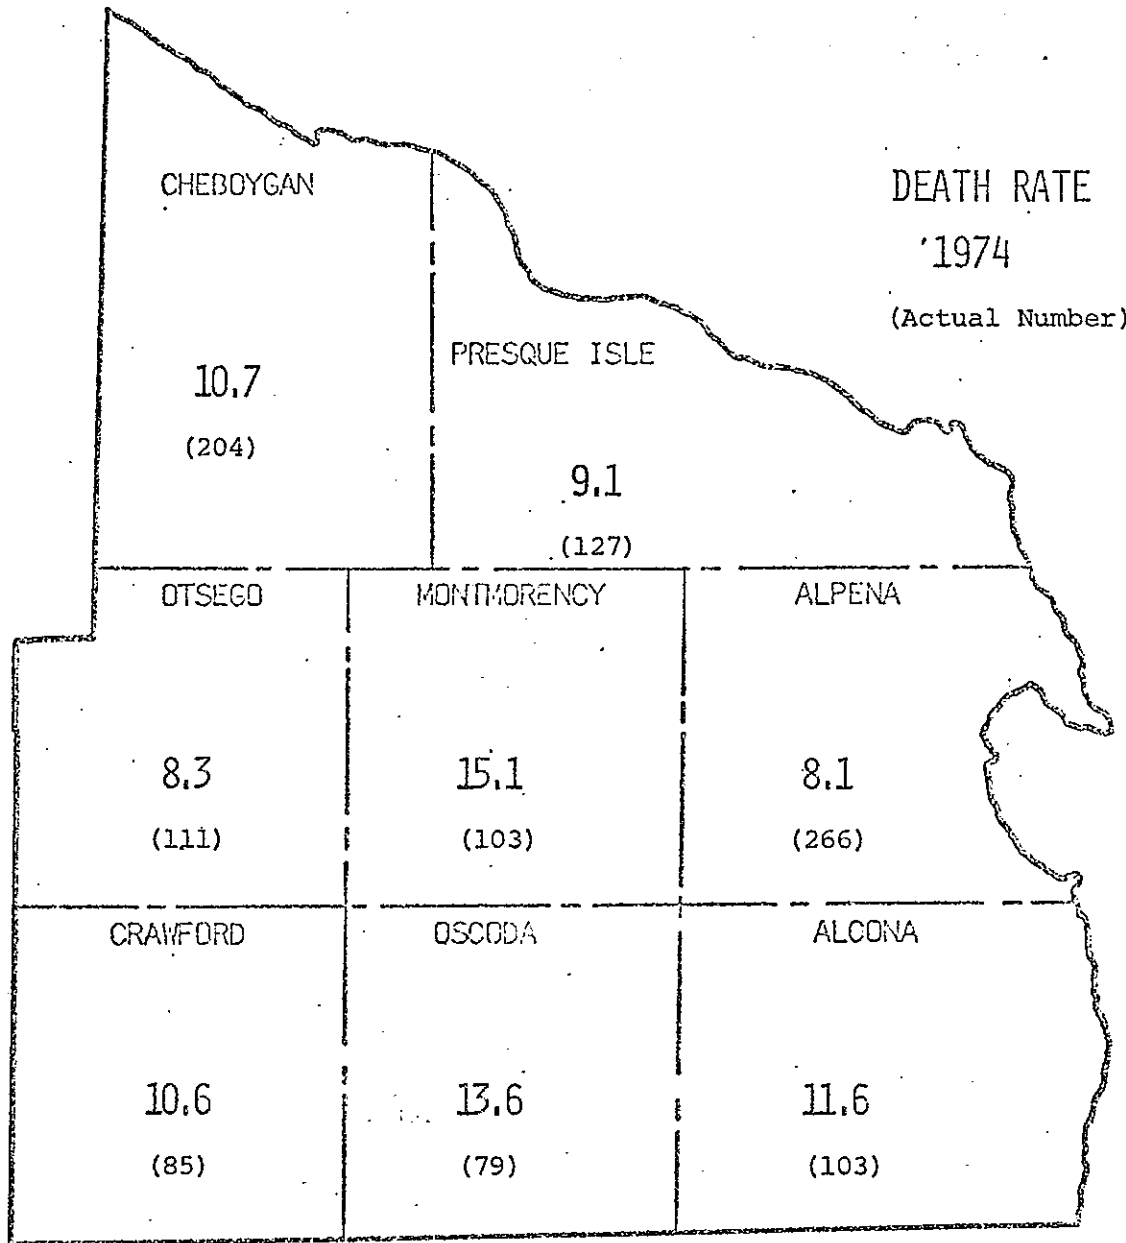 CHEBOYGAN
DEATH RATE
'1974
(Actual Number)
PRESQUE ISLE
10.7
(204)
9.1
(127)
OTSEGO
MONTMORENCY
ALPENA
8.3
15.1
8.1
(111)
(103)
(266)
CRAWFORD
OSCODA
ALCONA
10.6
13.6
11.6
(85)
(79)
(103)